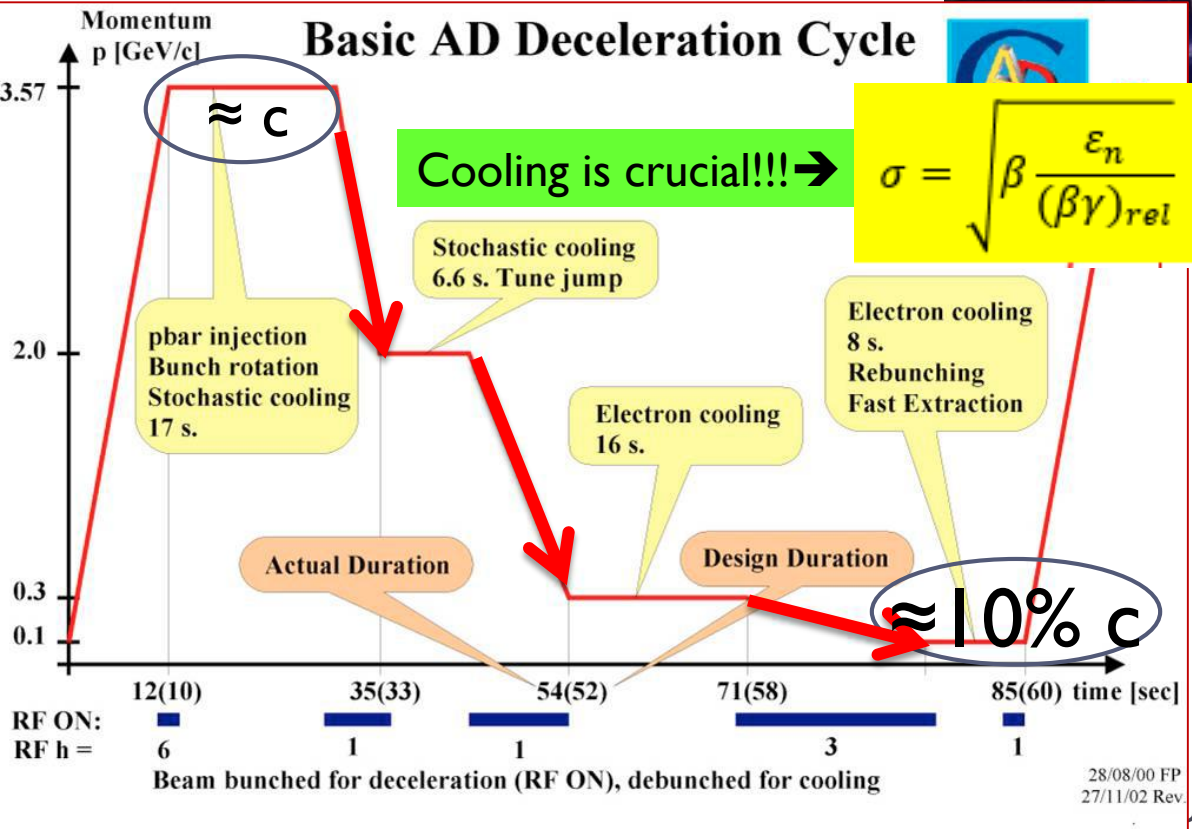 Momentum
p [GeV/c]
Basic AD Deceleration Cycle
AD
3.57
≈ c
Cooling is crucial!!!➔
σ = √(β εn/(βγ)rel)
Stochastic cooling
6.6 s. Tune jump
pbar injection
Bunch rotation
Stochastic cooling
17 s.
Electron cooling
8 s.
Rebunching
Fast Extraction
2.0
Electron cooling
16 s.
Actual Duration
Design Duration
0.3
≈10% c
0.1
12(10) 35(33) 54(52) 71(58) 85(60) time [sec]
RF ON:
RF h = 6 1 1 3 1
Beam bunched for deceleration (RF ON), debunched for cooling
28/08/00 FP
27/11/02 Rev.